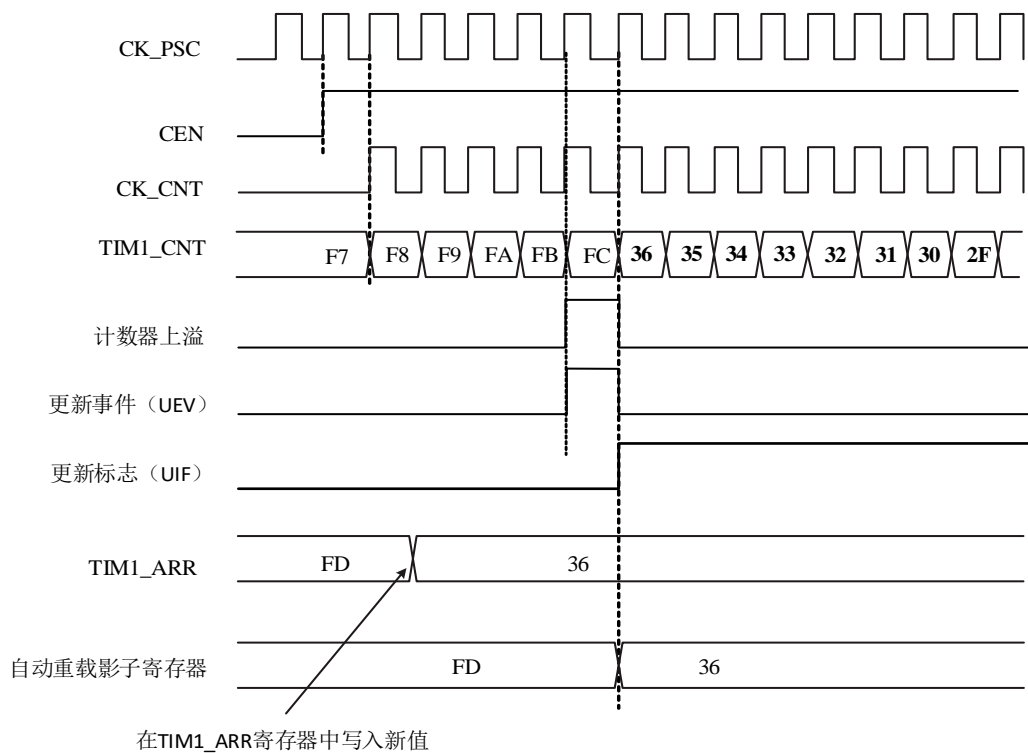 CK_PSC
CEN
CK_CNT
TIM1_CNT F7 F8 F9 FA FB FC 36 35 34 33 32 31 30 2F
计数器上溢
更新事件（UEV）
更新标志（UIF）
TIM1_ARR FD 36
自动重载影子寄存器 FD 36
在TIM1_ARR寄存器中写入新值